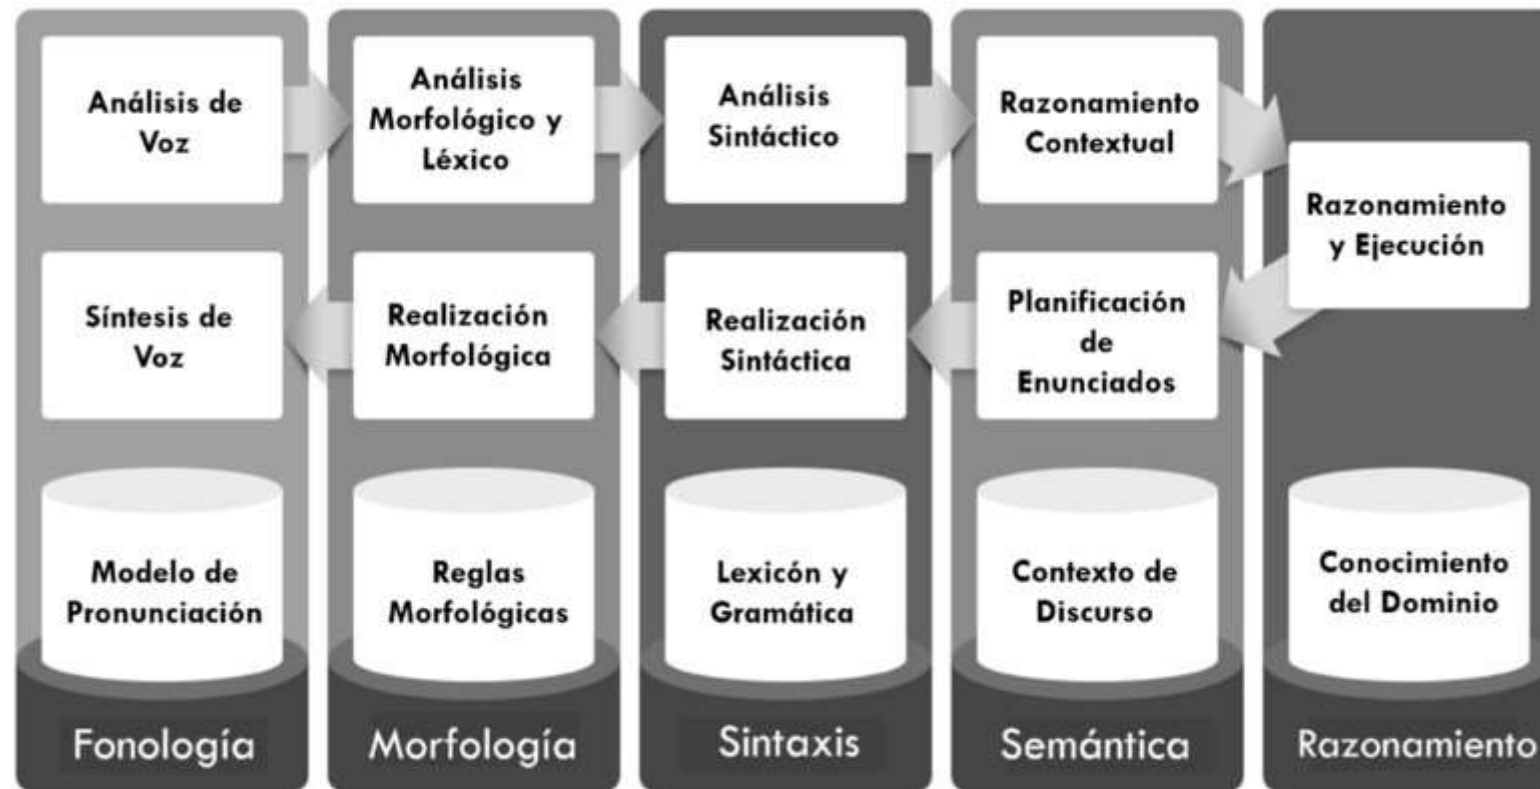 Análisis de
Voz
Análisis
Morfológico y
Léxico
Análisis
Sintáctico
Razonamiento
Contextual
Razonamiento
y Ejecución
Síntesis de
Voz
Realización
Morfológica
Realización
Sintáctica
Planificación
de
Enunciados
Modelo de
Pronunciación
Reglas
Morfológicas
Lexicón y
Gramática
Contexto de
Discurso
Conocimiento
del Dominio
Fonología
Morfología
Sintaxis
Semántica
Razonamiento